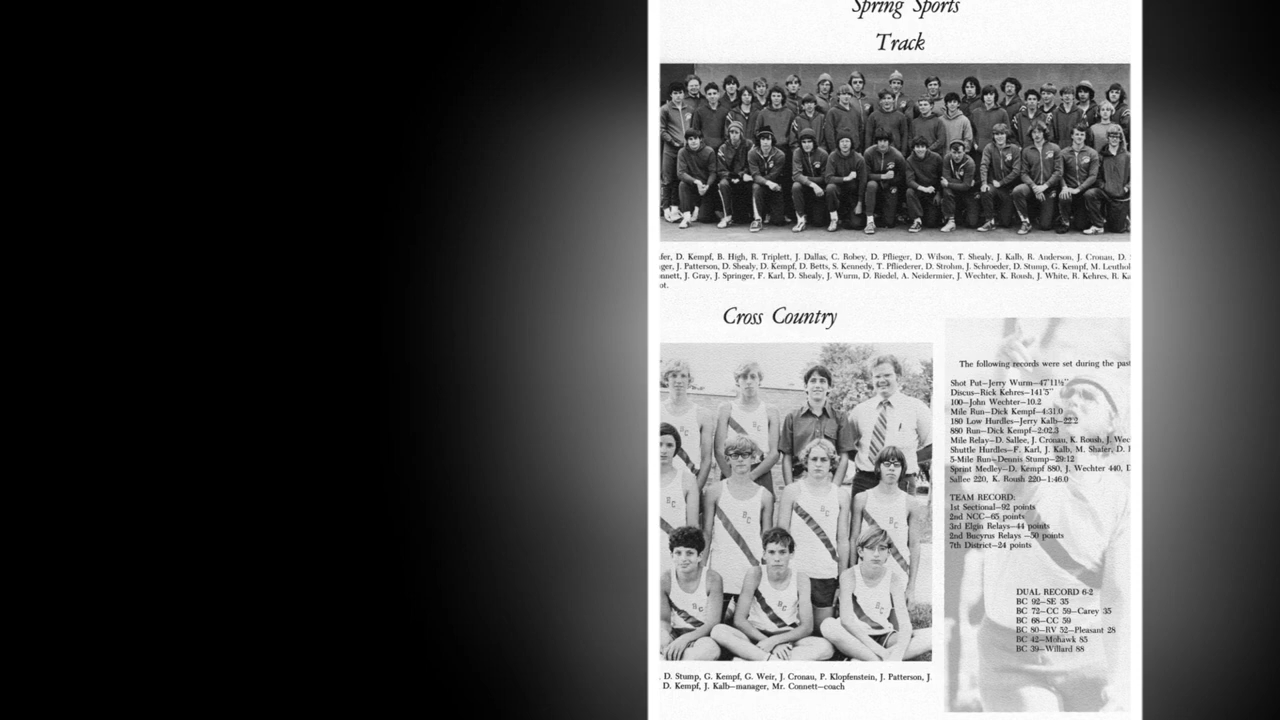 Spring Sports
Track
fer, D. Kempf, B. High, R. Triplett, J. Dallas, C. Robey, D. Pflieger, D. Wilson, T. Shealy, J. Kalb, R. Anderson, J. Cronau, D.
ger, J. Patterson, D. Shealy, D. Kempf, D. Betts, S. Kennedy, T. Pfliederer, D. Strohm, J. Schroeder, D. Stump, G. Kempf, M. Leuthol
nnett, J. Gray, J. Springer, F. Karl, D. Shealy, J. Wurm, D. Riedel, A. Neidermier, J. Wechter, K. Roush, J. White, R. Kehres, R. Ka
ot.
Cross Country
, D. Stump, G. Kempf, G. Weir, J. Cronau, P. Klopfenstein, J. Patterson, J.
D. Kempf, J. Kalb—manager, Mr. Connett—coach
The following records were set during the past
Shot Put—Jerry Wurm—47'11½"
Discus—Rick Kehres—141'5"
100—John Wechter—10.2
Mile Run—Dick Kempf—4:31.0
180 Low Hurdles—Jerry Kalb—22.2
880 Run—Dick Kempf—2:02.3
Mile Relay—D. Sallee, J. Cronau, K. Roush, J. Wec
Shuttle Hurdles—F. Karl, J. Kalb, M. Shafer, D.
5-Mile Run—Dennis Stump—29:12
Sprint Medley—D. Kempf 880, J. Wechter 440, D
Sallee 220, K. Roush 220—1:46.0
TEAM RECORD:
1st Sectional—92 points
2nd NCC—65 points
3rd Elgin Relays—44 points
2nd Bucyrus Relays —50 points
7th District—24 points
DUAL RECORD 6-2
BC 92—SE 35
BC 72—CC 59—Carey 35
BC 68—CC 59
BC 80—RV 52—Pleasant 28
BC 42—Mohawk 85
BC 39—Willard 88